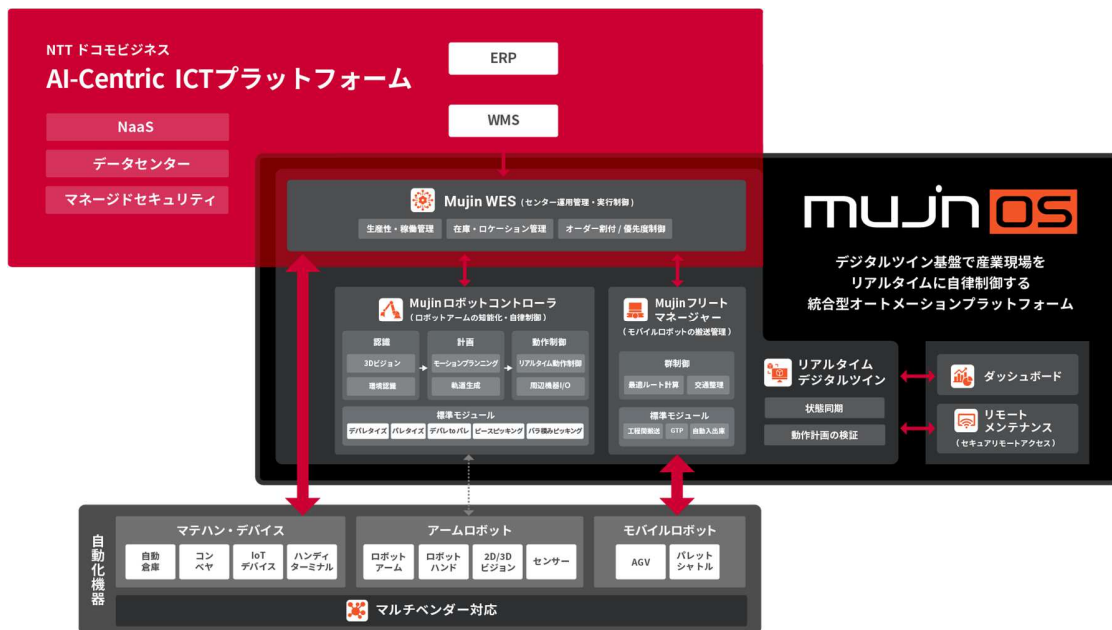 NTT ドコモビジネス
AI-Centric ICTプラットフォーム
NaaS
データセンター
マネージドセキュリティ
ERP
WMS
Mujin WES (センター運用管理・実行制御)
生産性・稼働管理
在庫・ロケーション管理
オーダー割付 / 優先度制御
mujin OS
デジタルツイン基盤で産業現場を
リアルタイムに自律制御する
統合型オートメーションプラットフォーム
Mujinロボットコントローラ
(ロボットアームの知能化・自律制御)
認識
3Dビジョン
環境認識
計画
モーションプランニング
軌道生成
動作制御
リアルタイム動作制御
周辺機器I/O
標準モジュール
デパレタイズ
パレタイズ
デパレtoパレ
ピースピッキング
バラ積みピッキング
Mujinフリート
マネージャー
(モバイルロボットの搬送管理)
群制御
最適ルート計算
交通整理
標準モジュール
工程間搬送
GTP
自動入出庫
リアルタイム
デジタルツイン
状態同期
動作計画の検証
ダッシュボード
リモート
メンテナンス
(セキュアリモートアクセス)
自動化機器
マテハン・デバイス
自動
倉庫
コン
ベヤ
IoT
デバイス
ハンディ
ターミナル
アームロボット
ロボット
アーム
ロボット
ハンド
2D/3D
ビジョン
センサー
モバイルロボット
AGV
パレット
シャトル
マルチベンダー対応